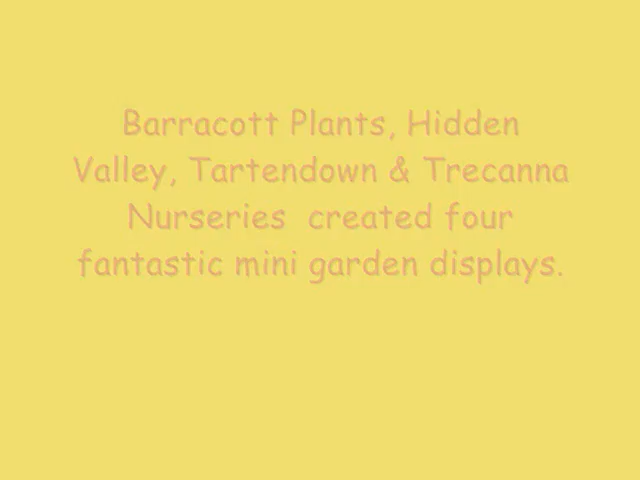 Barracott Plants, Hidden
Valley, Tartendown & Trecanna
Nurseries  created four
fantastic mini garden displays.